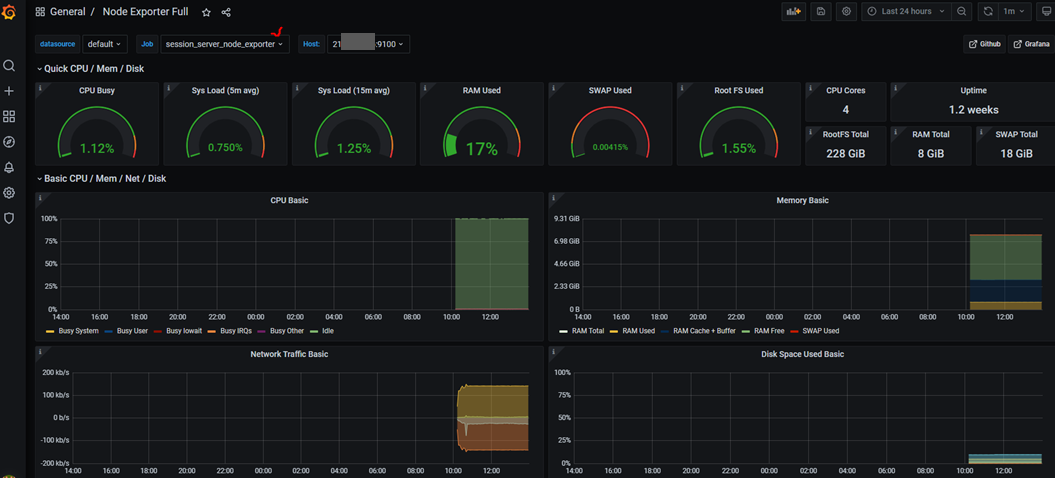 General / Node Exporter Full
Last 24 hours
1m
datasource default Job session_server_node_exporter Host: 21 :9100
Github Grafana
Quick CPU / Mem / Disk
CPU Busy
1.12%
Sys Load (5m avg)
0.750%
Sys Load (15m avg)
1.25%
RAM Used
17%
SWAP Used
0.00415%
Root FS Used
1.55%
CPU Cores
4
Uptime
1.2 weeks
RootFS Total
228 GiB
RAM Total
8 GiB
SWAP Total
18 GiB
Basic CPU / Mem / Net / Disk
CPU Basic
100%
75%
50%
25%
0%
14:00 16:00 18:00 20:00 22:00 00:00 02:00 04:00 06:00 08:00 10:00 12:00
Busy System Busy User Busy Iowait Busy IRQs Busy Other Idle
Memory Basic
9.31 GiB
6.98 GiB
4.66 GiB
2.33 GiB
0 B
14:00 16:00 18:00 20:00 22:00 00:00 02:00 04:00 06:00 08:00 10:00 12:00
RAM Total RAM Used RAM Cache + Buffer RAM Free SWAP Used
Network Traffic Basic
200 kb/s
100 kb/s
0 b/s
-100 kb/s
-200 kb/s
14:00 16:00 18:00 20:00 22:00 00:00 02:00 04:00 06:00 08:00 10:00 12:00
Disk Space Used Basic
100%
75%
50%
25%
0%
14:00 16:00 18:00 20:00 22:00 00:00 02:00 04:00 06:00 08:00 10:00 12:00